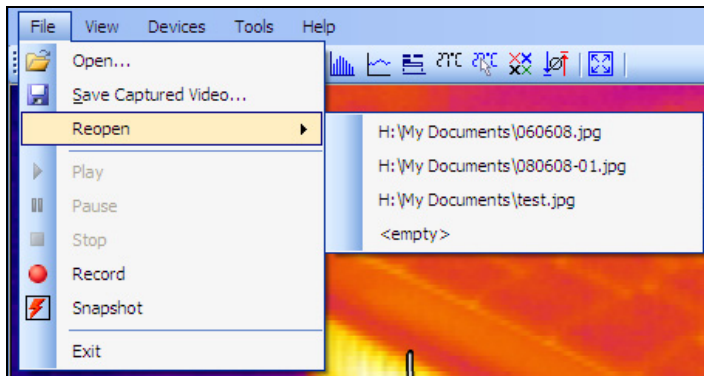 File View Devices Tools Help
Open...
Save Captured Video...
Reopen
H:\My Documents\060608.jpg
H:\My Documents\080608-01.jpg
H:\My Documents\test.jpg
<empty>
Play
Pause
Stop
Record
Snapshot
Exit